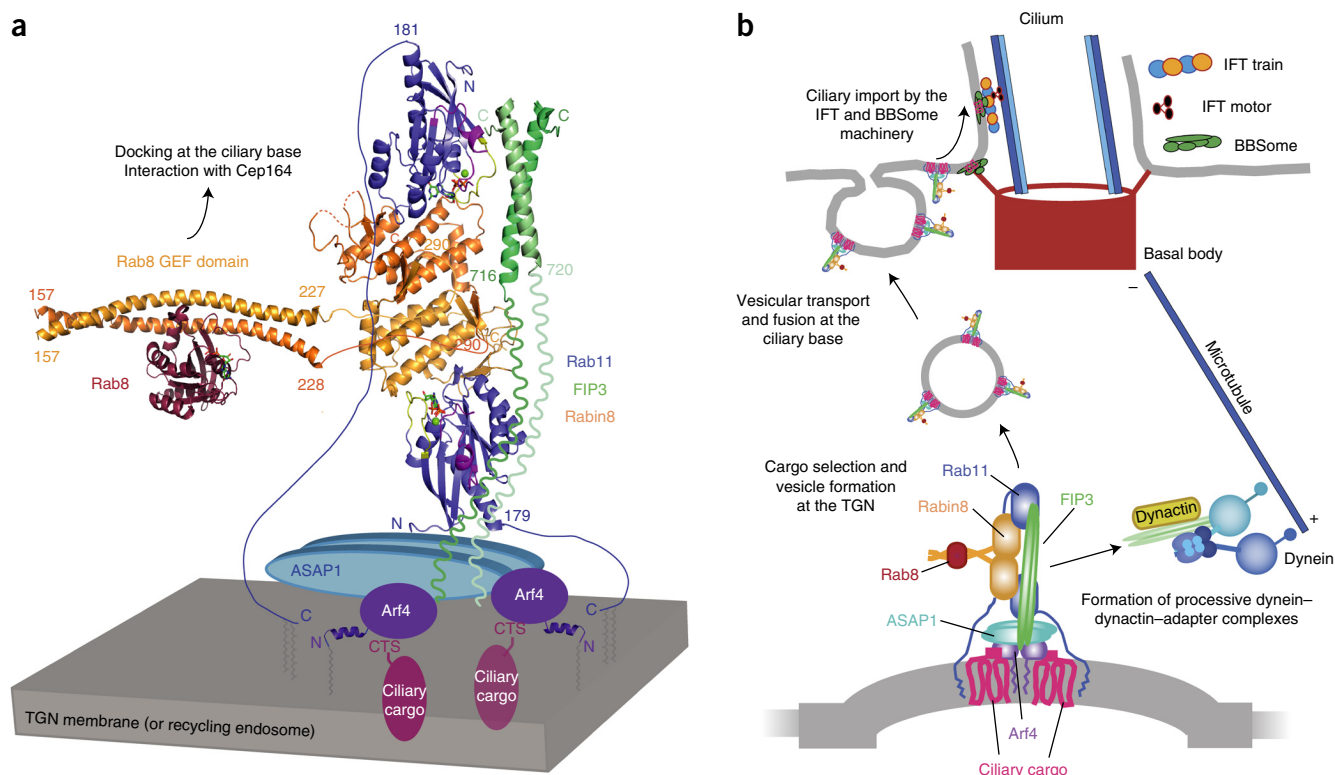 a
181
N
C
C
Docking at the ciliary base
Interaction with Cep164
Rab8 GEF domain
C
290
157
227
716
720
157
290
C
Rab8
228
Rab11
FIP3
Rabin8
N
179
ASAP1
Arf4
Arf4
C
C
N
N
CTS
CTS
Ciliary
cargo
Ciliary
cargo
TGN membrane (or recycling endosome)
b
Cilium
IFT train
IFT motor
BBSome
Ciliary import by the
IFT and BBSome
machinery
Basal body
–
Vesicular transport
and fusion at the
ciliary base
Microtubule
+
Cargo selection and
vesicle formation
at the TGN
Rab11
Rabin8
FIP3
Dynactin
Dynein
Rab8
ASAP1
Formation of processive dynein–
dynactin–adapter complexes
Arf4
Ciliary cargo